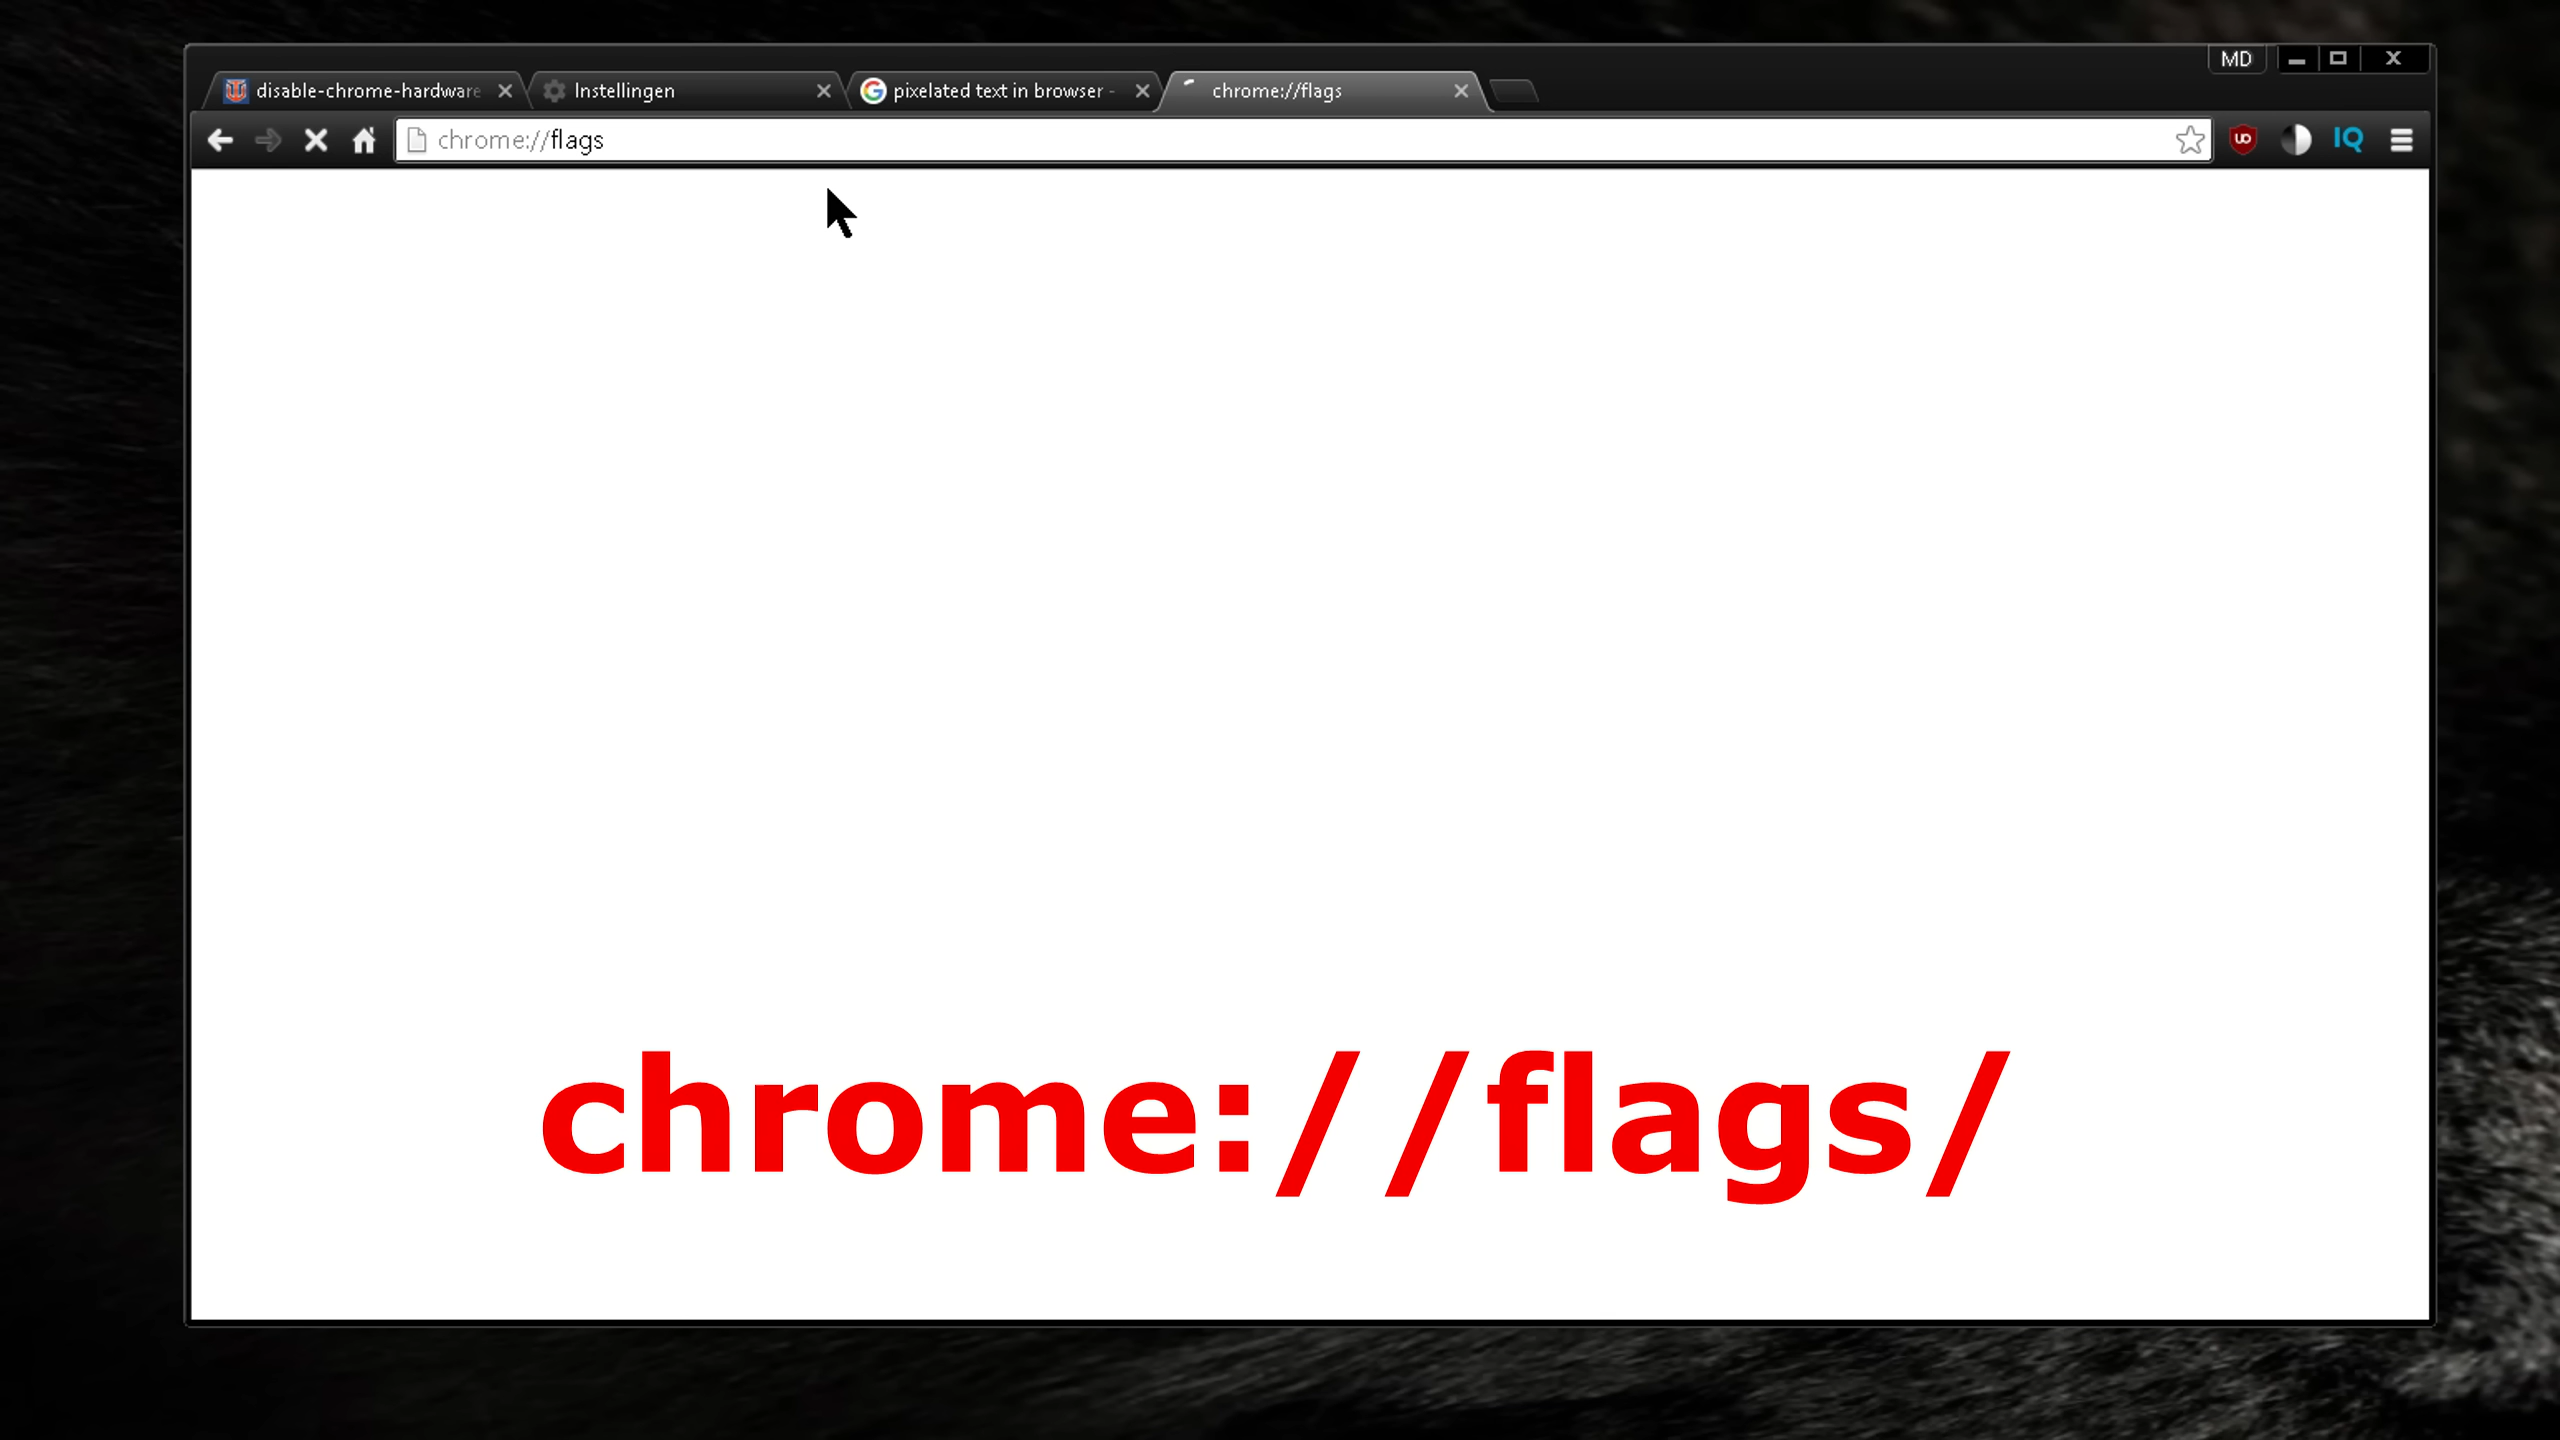 MD
disable-chrome-hardware
Instellingen
pixelated text in browser -
chrome://flags
chrome://flags
IQ
chrome://flags/